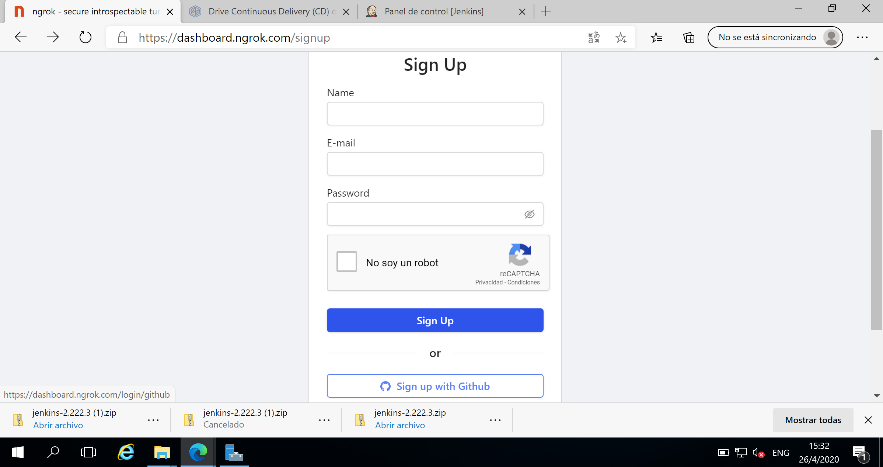 ngrok - secure introspectable tur
Drive Continuous Delivery (CD) c
Panel de control [Jenkins]
https://dashboard.ngrok.com/signup
No se está sincronizando
Sign Up
Name
E-mail
Password
No soy un robot
reCAPTCHA
Privacidad - Condiciones
Sign Up
or
Sign up with Github
https://dashboard.ngrok.com/login/github
jenkins-2.222.3 (1).zip
Abrir archivo
jenkins-2.222.3 (1).zip
Cancelado
jenkins-2.222.3.zip
Abrir archivo
Mostrar todas
ENG
15:32
26/4/2020
1